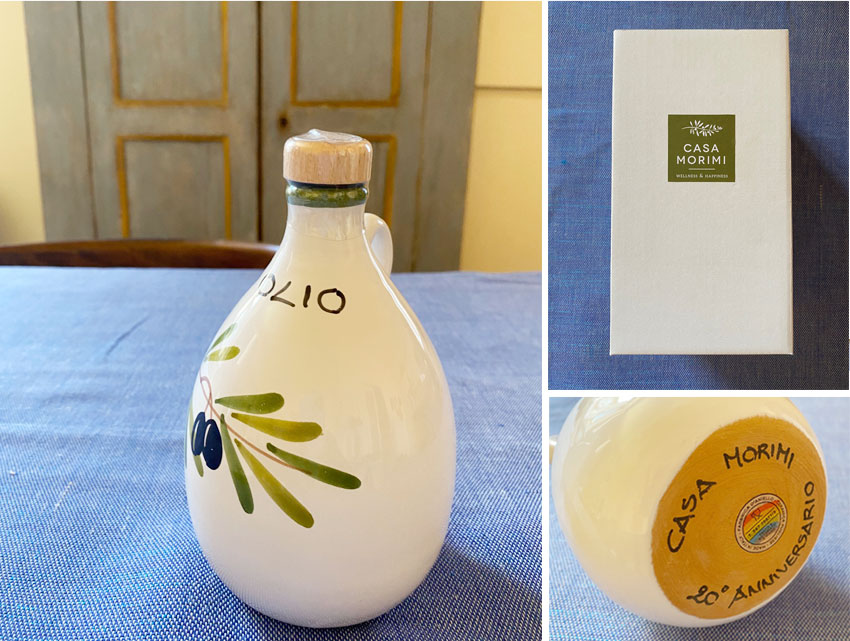 OLIO
CASA
MORIMI
WELLNESS & HAPPINESS
CASA MORIMI
20° ANNIVERSARIO